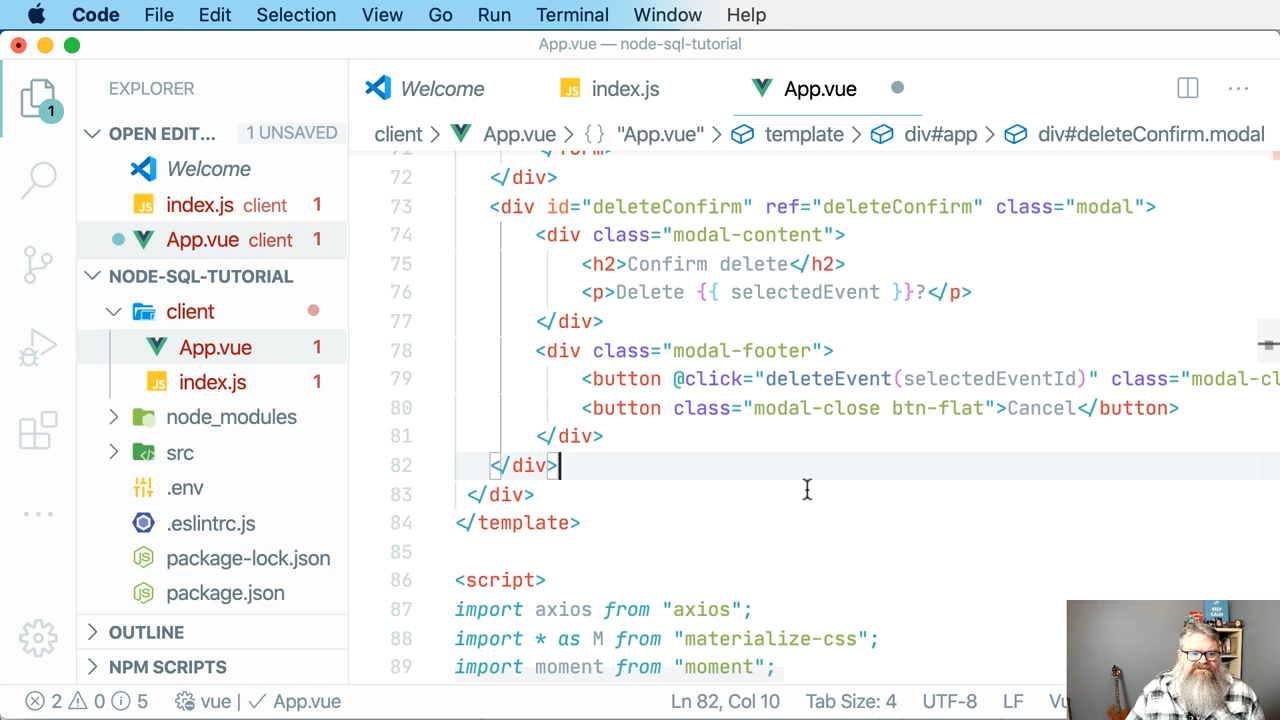 Code File Edit Selection View Go Run Terminal Window Help
App.vue — node-sql-tutorial
EXPLORER
OPEN EDIT... 1 UNSAVED
Welcome
JS index.js client 1
App.vue client 1
NODE-SQL-TUTORIAL
client
App.vue 1
JS index.js 1
node_modules
src
.env
.eslintrc.js
package-lock.json
package.json
OUTLINE
NPM SCRIPTS
1
Welcome JS index.js App.vue
client > App.vue > {} "App.vue" > template > div#app > div#deleteConfirm.modal
71 </form>
72 </div>
73 <div id="deleteConfirm" ref="deleteConfirm" class="modal">
74 <div class="modal-content">
75 <h2>Confirm delete</h2>
76 <p>Delete {{ selectedEvent }}?</p>
77 </div>
78 <div class="modal-footer">
79 <button @click="deleteEvent(selectedEventId)" class="modal-cl
80 <button class="modal-close btn-flat">Cancel</button>
81 </div>
82 </div>
83 </div>
84 </template>
85
86 <script>
87 import axios from "axios";
88 import * as M from "materialize-css";
89 import moment from "moment";
2 0 5 vue | App.vue Ln 82, Col 10 Tab Size: 4 UTF-8 LF Vu